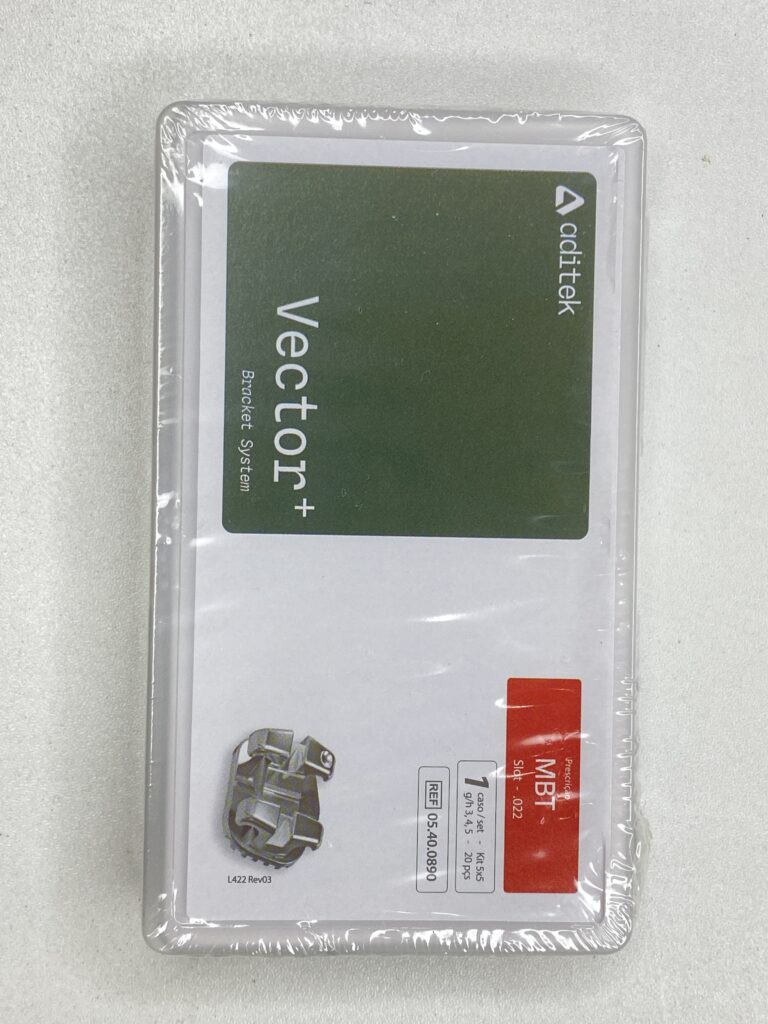 aditek
Vector+
Bracket System
Prescrição
MBT
Slot - .022
1 caso / set - Kit 5x5
g/h 3, 4, 5 - 20 pçs
REF 05.40.0890
L422 Rev03